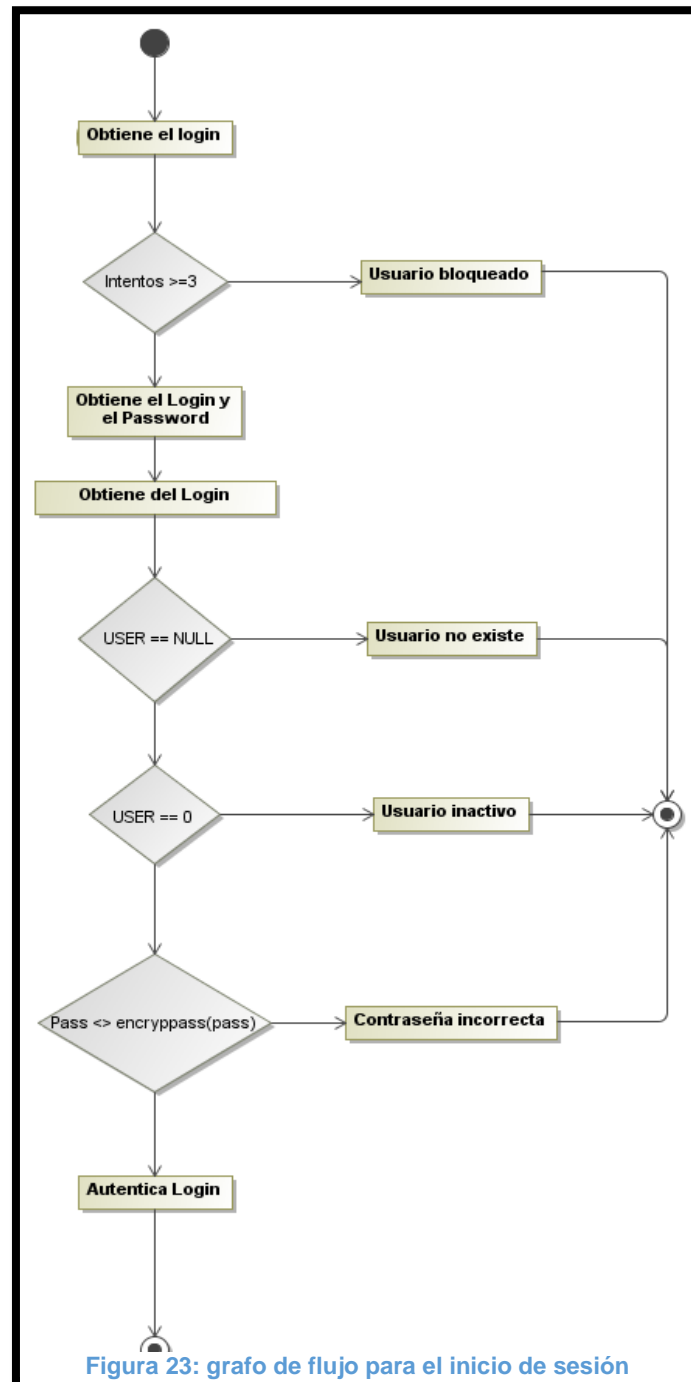 Obtiene el login
Intentos >=3
Usuario bloqueado
Obtiene el Login y
el Password
Obtiene del Login
USER == NULL
Usuario no existe
USER == 0
Usuario inactivo
Pass <> encryppass(pass)
Contraseña incorrecta
Autentica Login
Figura 23: grafo de flujo para el inicio de sesión